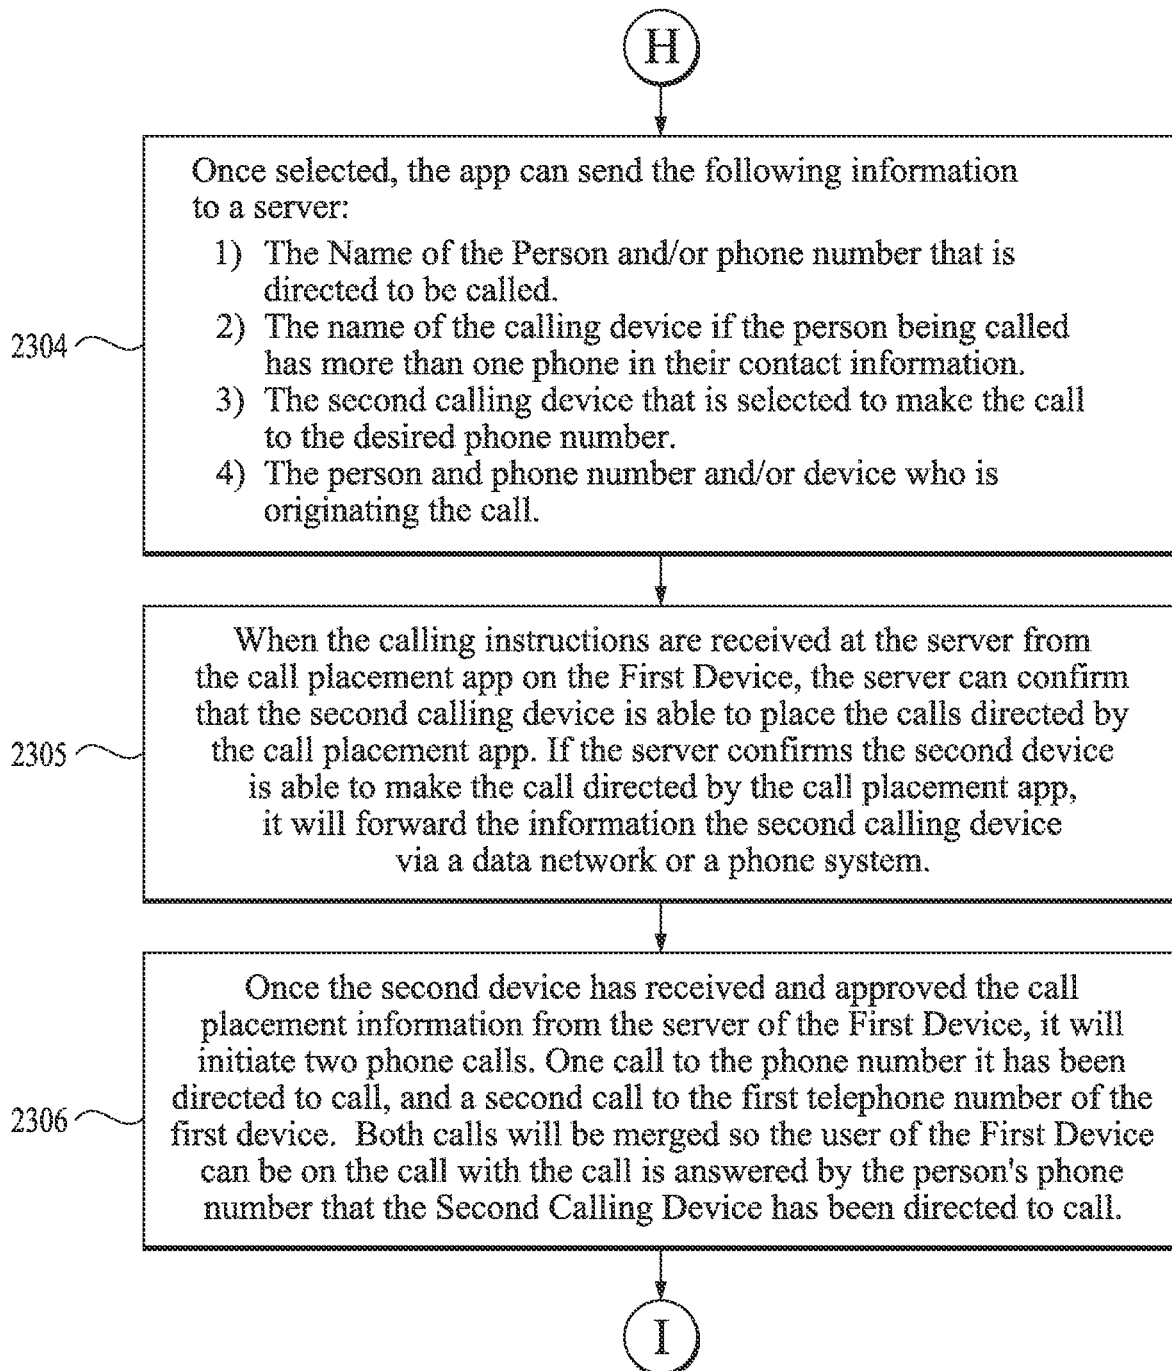 H
Once selected, the app can send the following information
to a server:
1) The Name of the Person and/or phone number that is
directed to be called.
2) The name of the calling device if the person being called
has more than one phone in their contact information.
3) The second calling device that is selected to make the call
to the desired phone number.
4) The person and phone number and/or device who is
originating the call.
2304
When the calling instructions are received at the server from
the call placement app on the First Device, the server can confirm
that the second calling device is able to place the calls directed by
the call placement app. If the server confirms the second device
is able to make the call directed by the call placement app,
it will forward the information the second calling device
via a data network or a phone system.
2305
Once the second device has received and approved the call
placement information from the server of the First Device, it will
initiate two phone calls. One call to the phone number it has been
directed to call, and a second call to the first telephone number of the
first device. Both calls will be merged so the user of the First Device
can be on the call with the call is answered by the person's phone
number that the Second Calling Device has been directed to call.
2306
I